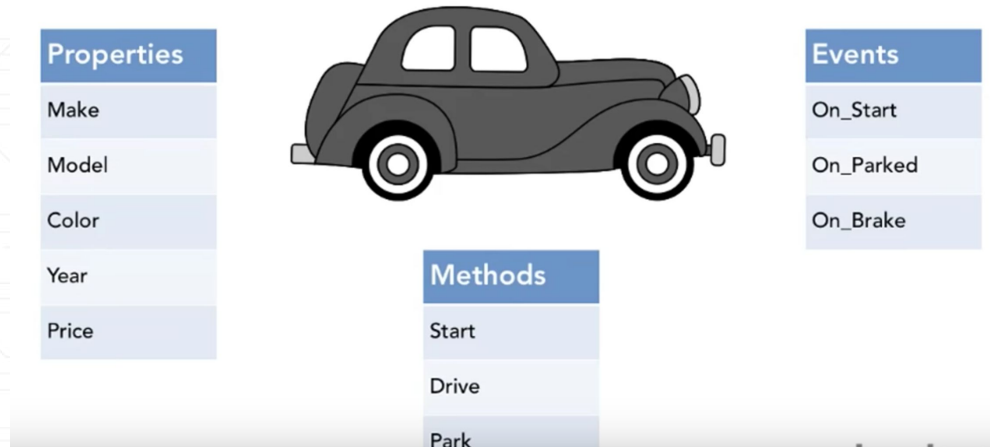 Properties
Make
Model
Color
Year
Price
Methods
Start
Drive
Park
Events
On_Start
On_Parked
On_Brake